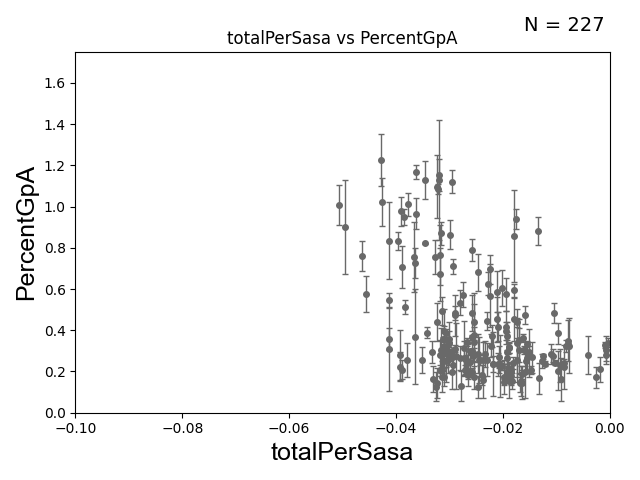 N = 227
totalPerSasa vs PercentGpA
PercentGpA
1.6
1.4
1.2
1.0
0.8
0.6
0.4
0.2
0.0
−0.10 −0.08 −0.06 −0.04 −0.02 0.00
totalPerSasa